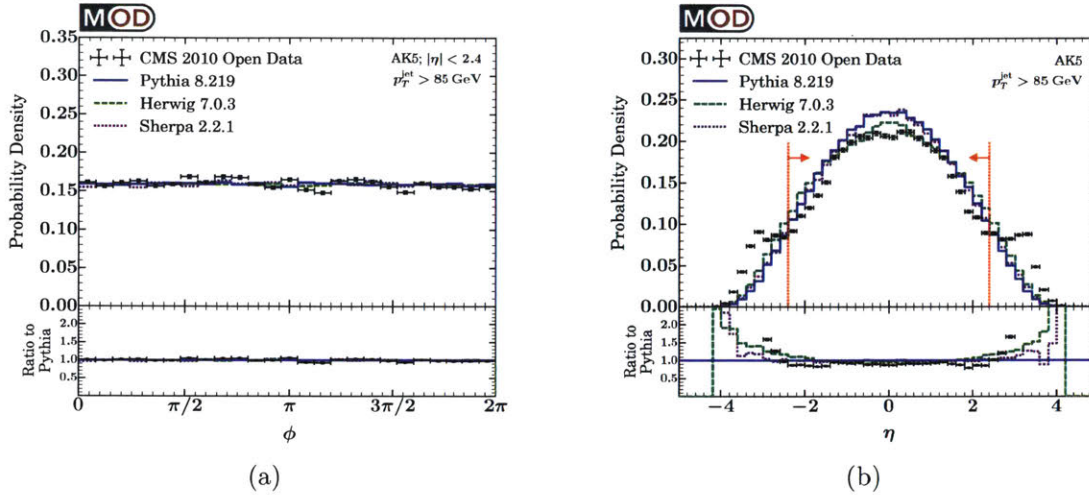 MOD
CMS 2010 Open Data
AK5; |η| < 2.4
Pythia 8.219
p_T^jet > 85 GeV
Herwig 7.0.3
Sherpa 2.2.1
Probability Density
0.35
0.30
0.25
0.20
0.15
0.10
0.05
0.00
Ratio to
Pythia
2.0
1.5
1.0
0.5
0 π/2 π 3π/2 2π
ϕ
(a)
MOD
CMS 2010 Open Data
AK5
Pythia 8.219
p_T^jet > 85 GeV
Herwig 7.0.3
Sherpa 2.2.1
Probability Density
0.30
0.25
0.20
0.15
0.10
0.05
0.00
Ratio to
Pythia
2.0
1.5
1.0
0.5
−4 −2 0 2 4
η
(b)